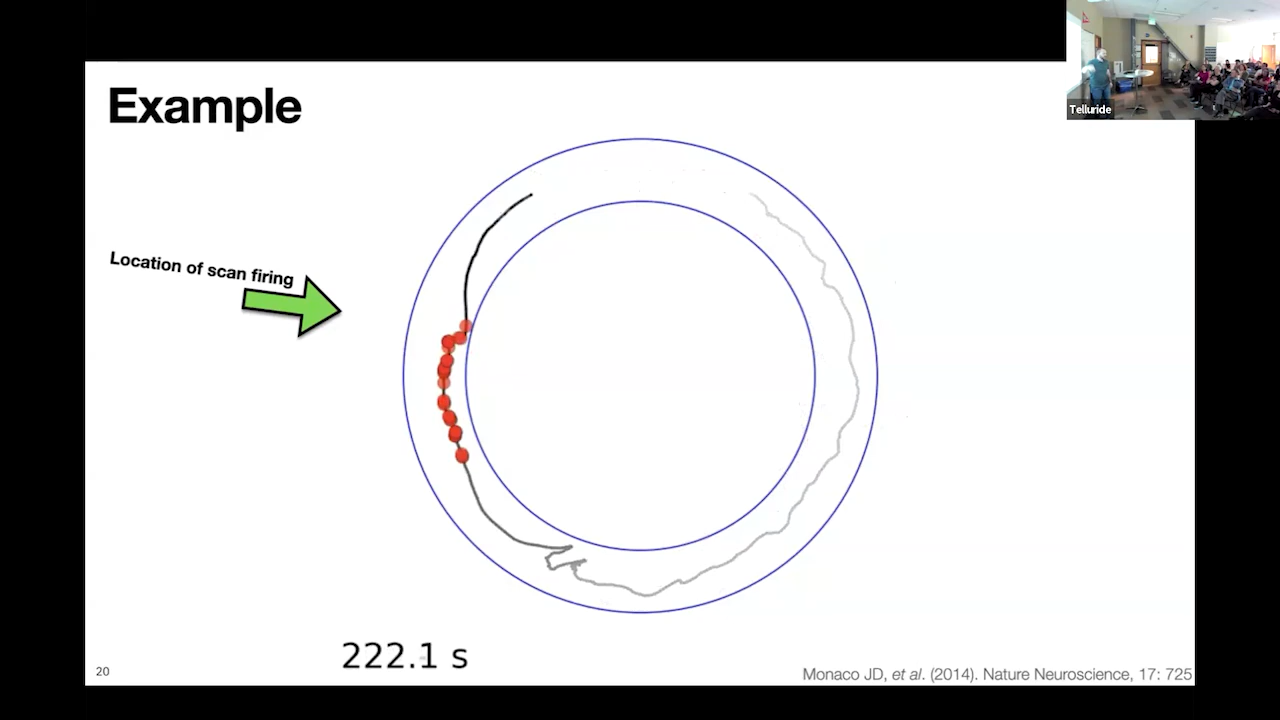 Example
Telluride
Location of scan firing
222.1 s
20
Monaco JD, et al. (2014). Nature Neuroscience, 17: 725